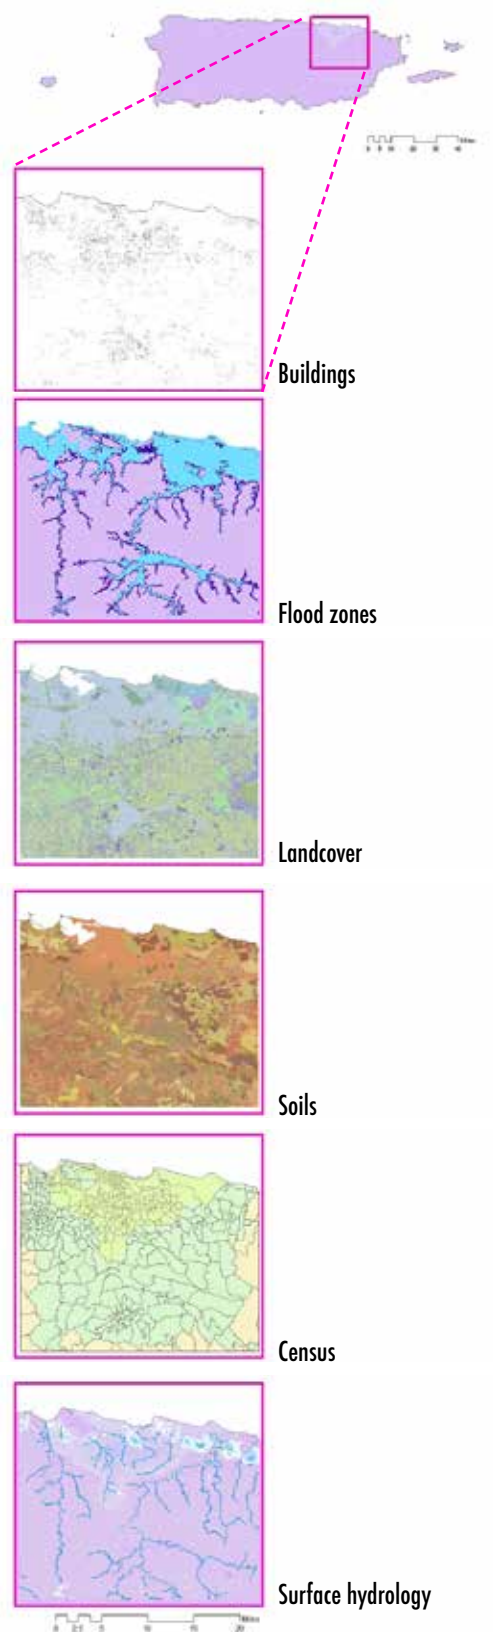 Buildings
Flood zones
Landcover
Soils
Census
Surface hydrology